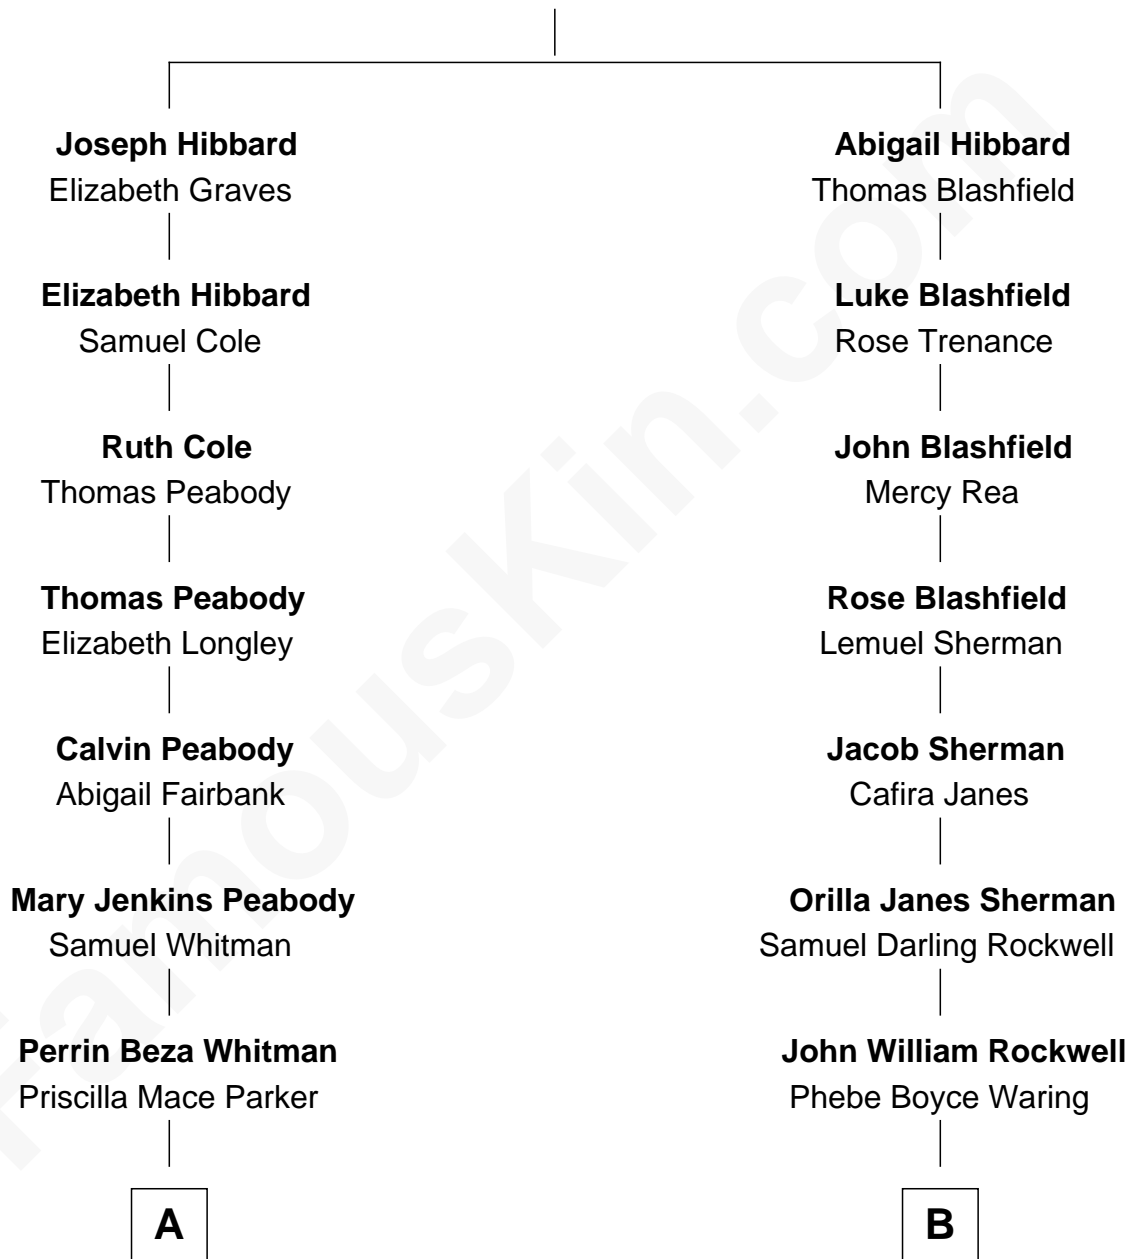 Joseph Hibbard
Elizabeth Graves
Abigail Hibbard
Thomas Blashfield
Elizabeth Hibbard
Samuel Cole
Luke Blashfield
Rose Trenance
Ruth Cole
Thomas Peabody
John Blashfield
Mercy Rea
Thomas Peabody
Elizabeth Longley
Rose Blashfield
Lemuel Sherman
Calvin Peabody
Abigail Fairbank
Jacob Sherman
Cafira Janes
Mary Jenkins Peabody
Samuel Whitman
Orilla Janes Sherman
Samuel Darling Rockwell
Perrin Beza Whitman
Priscilla Mace Parker
John William Rockwell
Phebe Boyce Waring
A
B
FamousKin.com